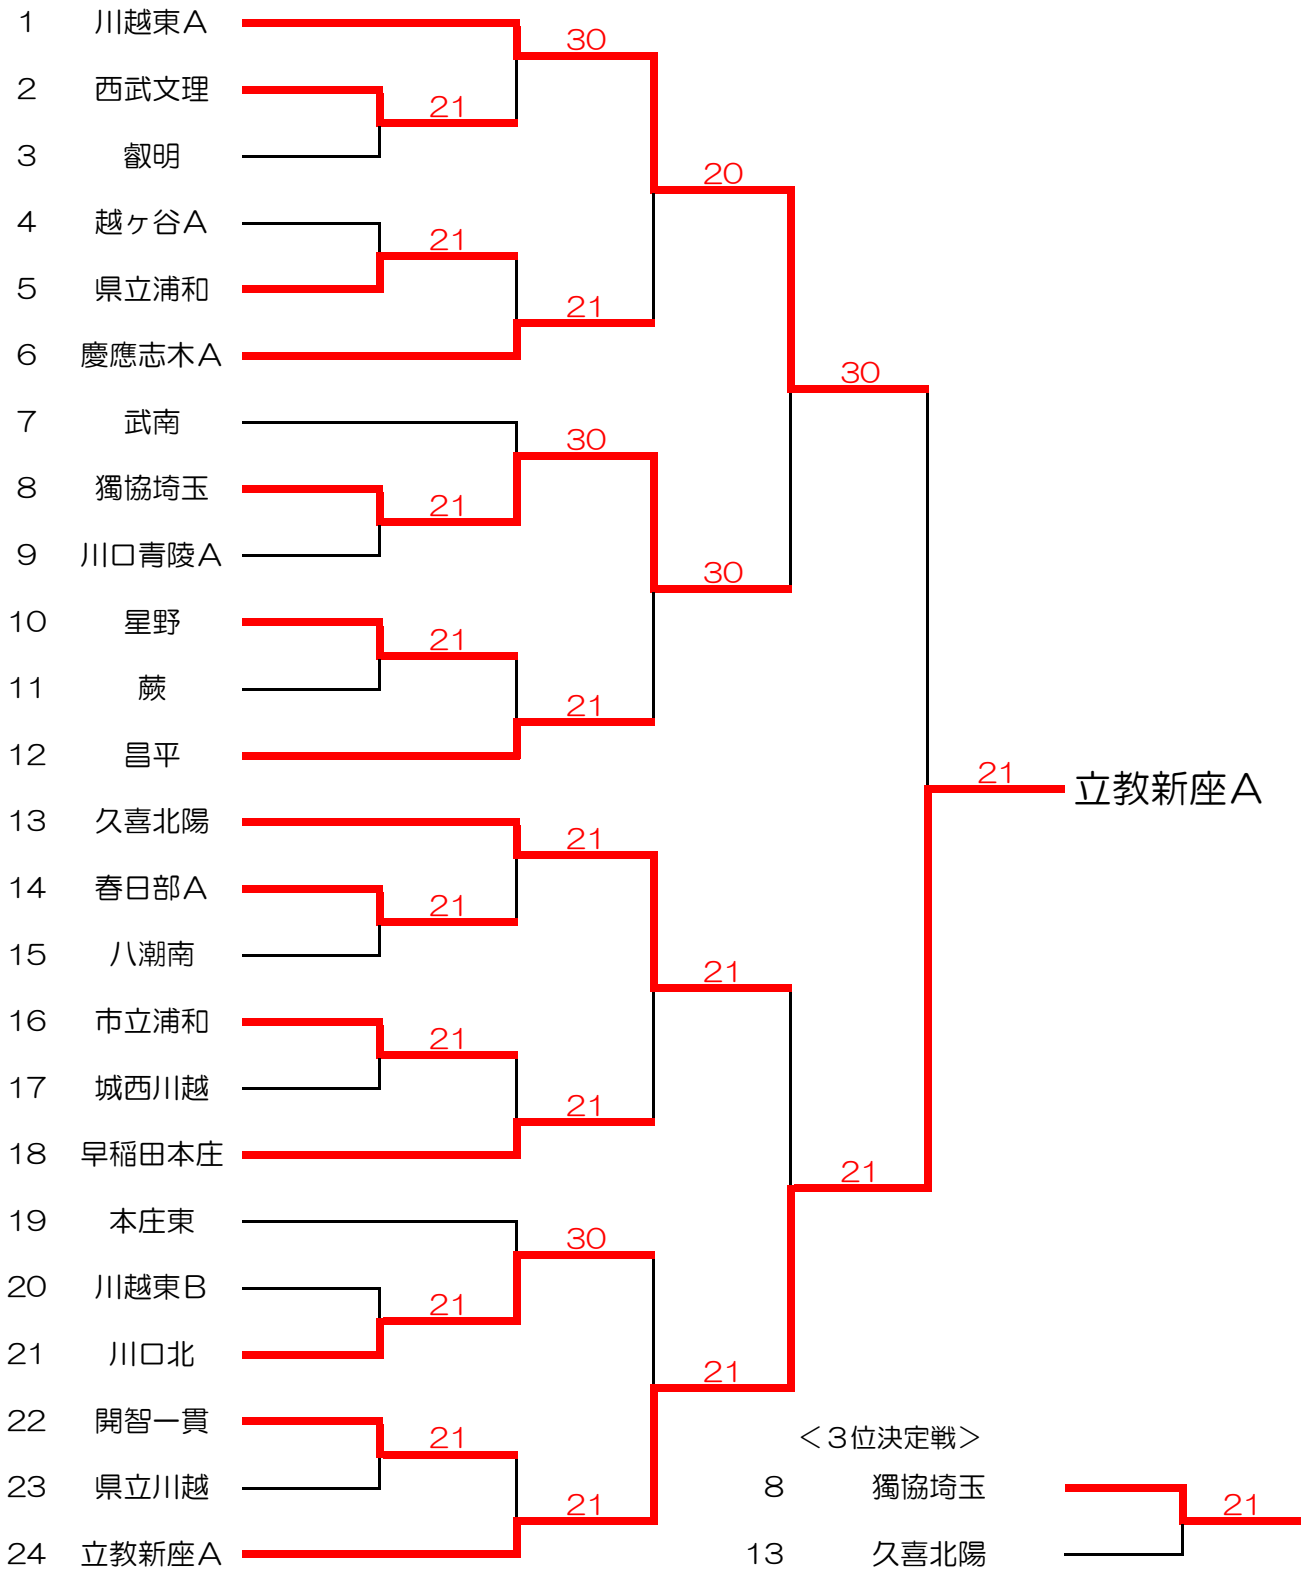 1 川越東A
30
2 西武文理
21
3 叡明
20
4 越ヶ谷A
21
5 県立浦和
21
6 慶應志木A
30
7 武南
30
8 獨協埼玉
21
9 川口青陵A
30
10 星野
21
11 蕨
21
12 昌平
21 立教新座A
13 久喜北陽
21
14 春日部A
21
15 八潮南
21
16 市立浦和
21
17 城西川越
21
18 早稲田本庄
21
19 本庄東
30
20 川越東B
21
21 川口北
21
22 開智一貫
21
＜3位決定戦＞
23 県立川越
8 獨協埼玉
21
21
24 立教新座A
13 久喜北陽